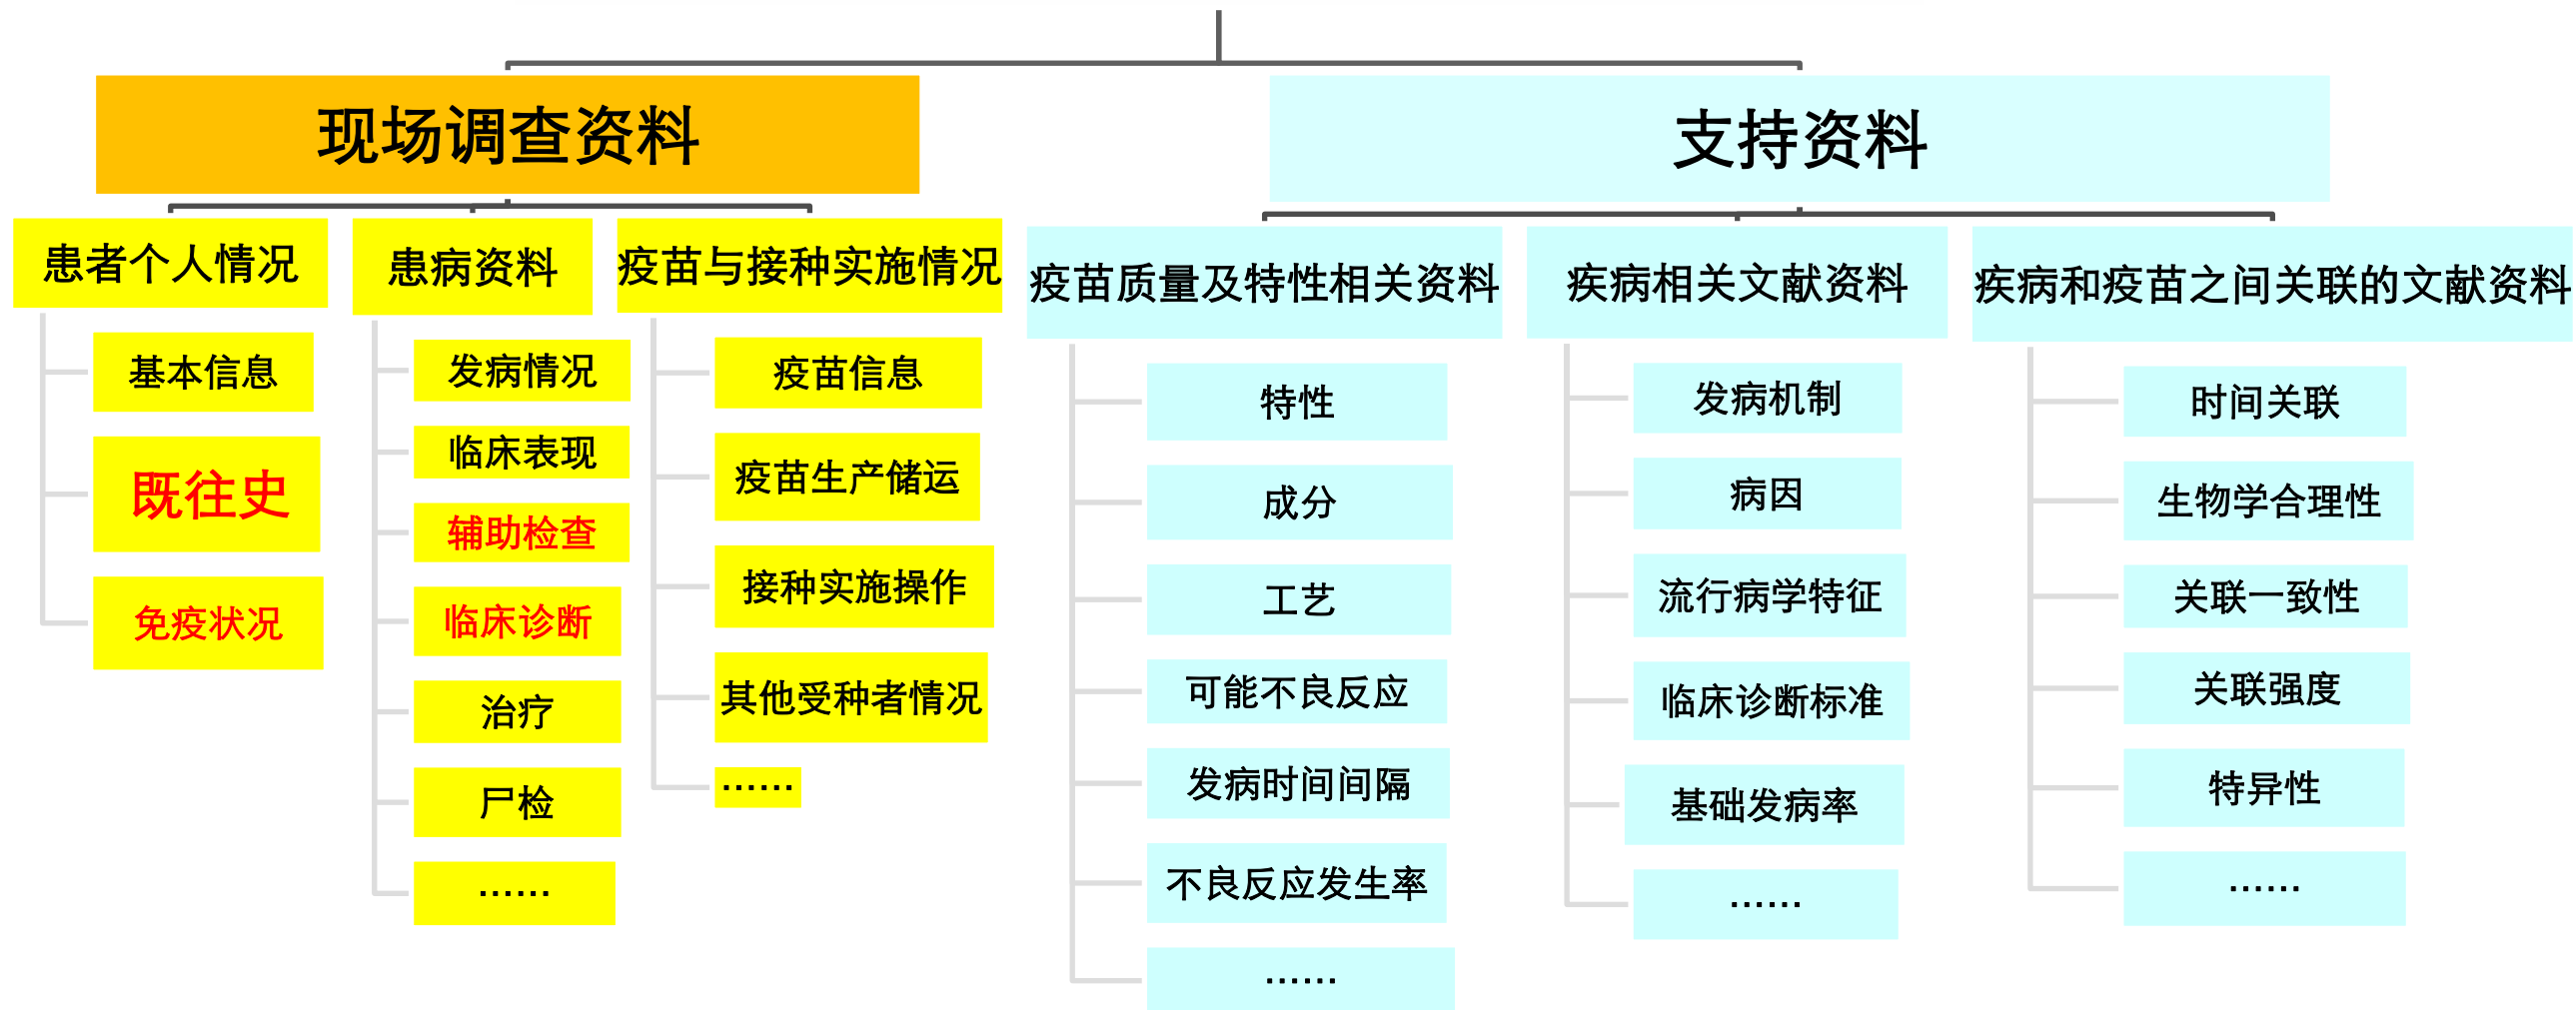 现场调查资料
支持资料
患者个人情况
基本信息
既往史
免疫状况
患病资料
发病情况
临床表现
辅助检查
临床诊断
治疗
尸检
……
疫苗与接种实施情况
疫苗信息
疫苗生产储运
接种实施操作
其他受种者情况
……
疫苗质量及特性相关资料
特性
成分
工艺
可能不良反应
发病时间间隔
不良反应发生率
……
疾病相关文献资料
发病机制
病因
流行病学特征
临床诊断标准
基础发病率
……
疾病和疫苗之间关联的文献资料
时间关联
生物学合理性
关联一致性
关联强度
特异性
……